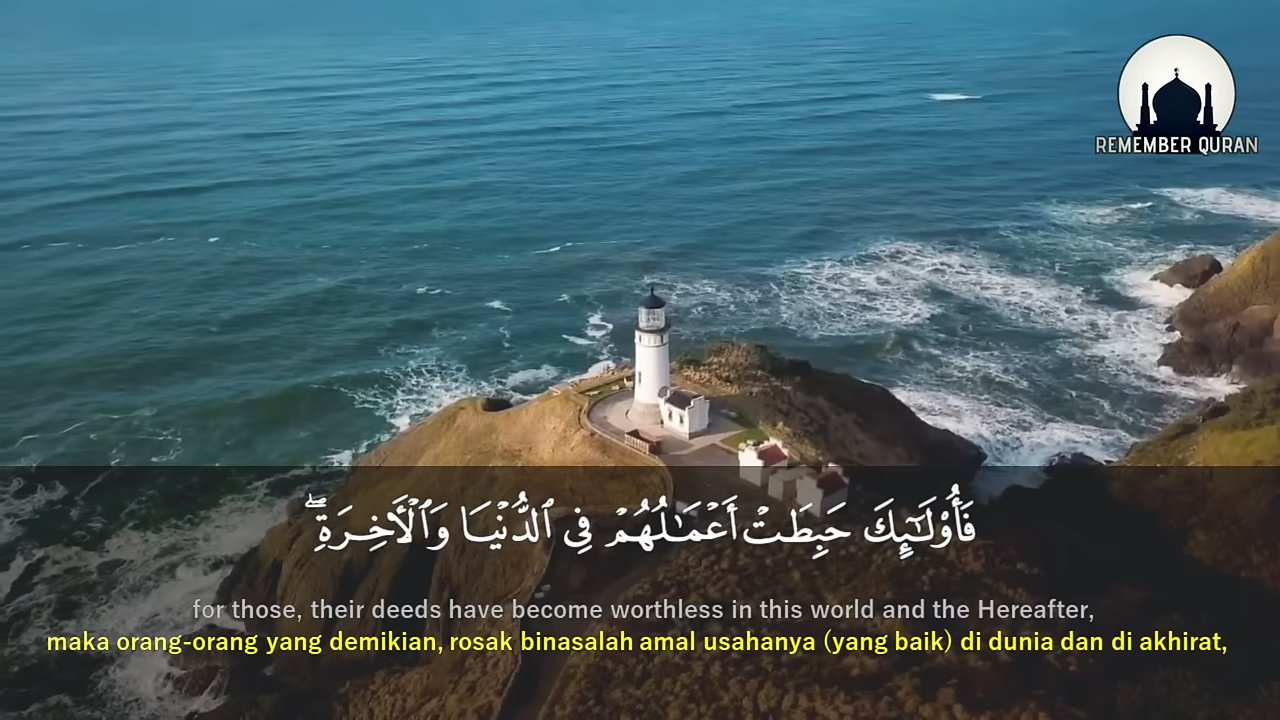 REMEMBER QURAN
فَأُوْلَـٰٓئِكَ حَبِطَتۡ أَعۡمَـٰلُهُمۡ فِي ٱلدُّنۡيَا وَٱلۡأَخِرَةِۖ
for those, their deeds have become worthless in this world and the Hereafter,
maka orang-orang yang demikian, rosak binasalah amal usahanya (yang baik) di dunia dan di akhirat,